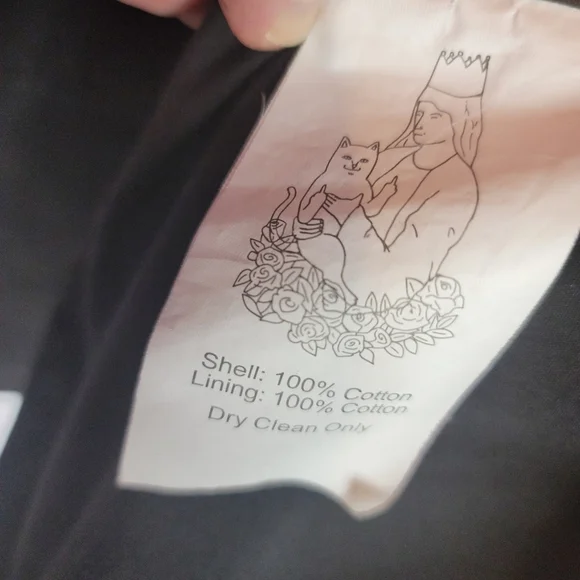 Shell: 100% Cotton
Lining: 100% Cotton
Dry Clean Only